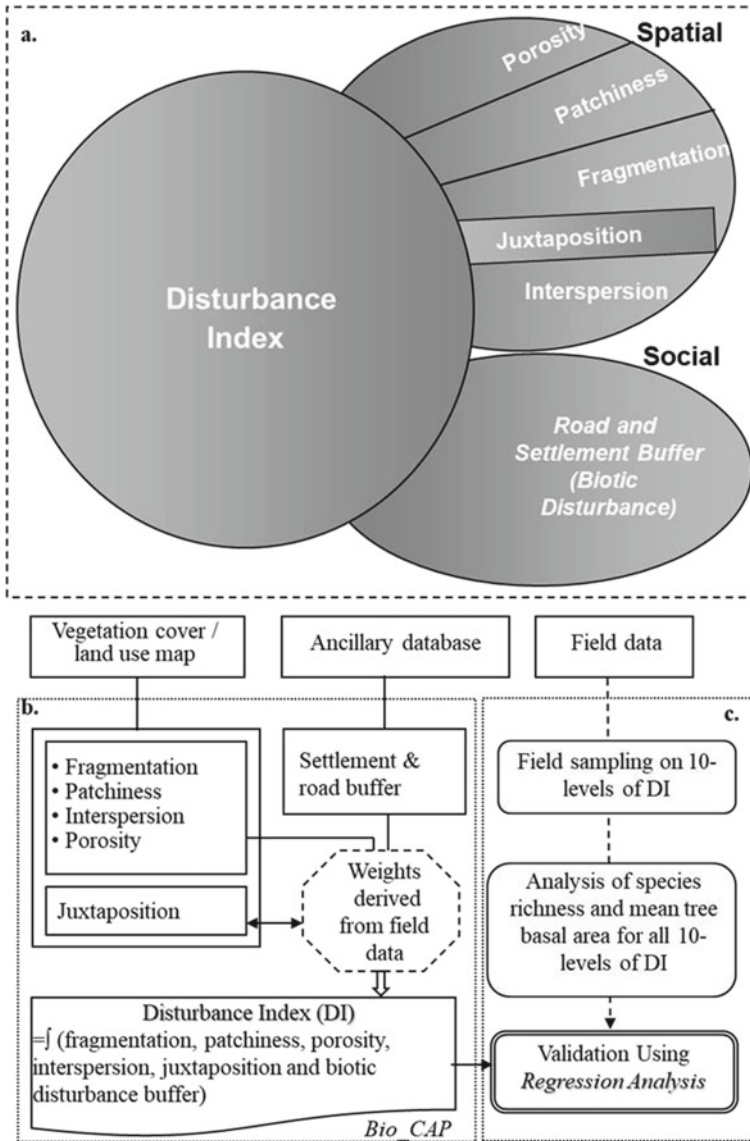 a.
Spatial
Porosity
Patchiness
Fragmentation
Juxtaposition
Interspersion
Disturbance
Index
Social
Road and
Settlement Buffer
(Biotic
Disturbance)
Vegetation cover /
land use map
Ancillary database
Field data
b.
• Fragmentation
• Patchiness
• Interspersion
• Porosity
Juxtaposition
Settlement &
road buffer
Weights
derived
from field
data
Disturbance Index (DI)
=∫ (fragmentation, patchiness, porosity,
interspersion, juxtaposition and biotic
disturbance buffer)
Bio_CAP
c.
Field sampling on 10-
levels of DI
Analysis of species
richness and mean tree
basal area for all 10-
levels of DI
Validation Using
Regression Analysis